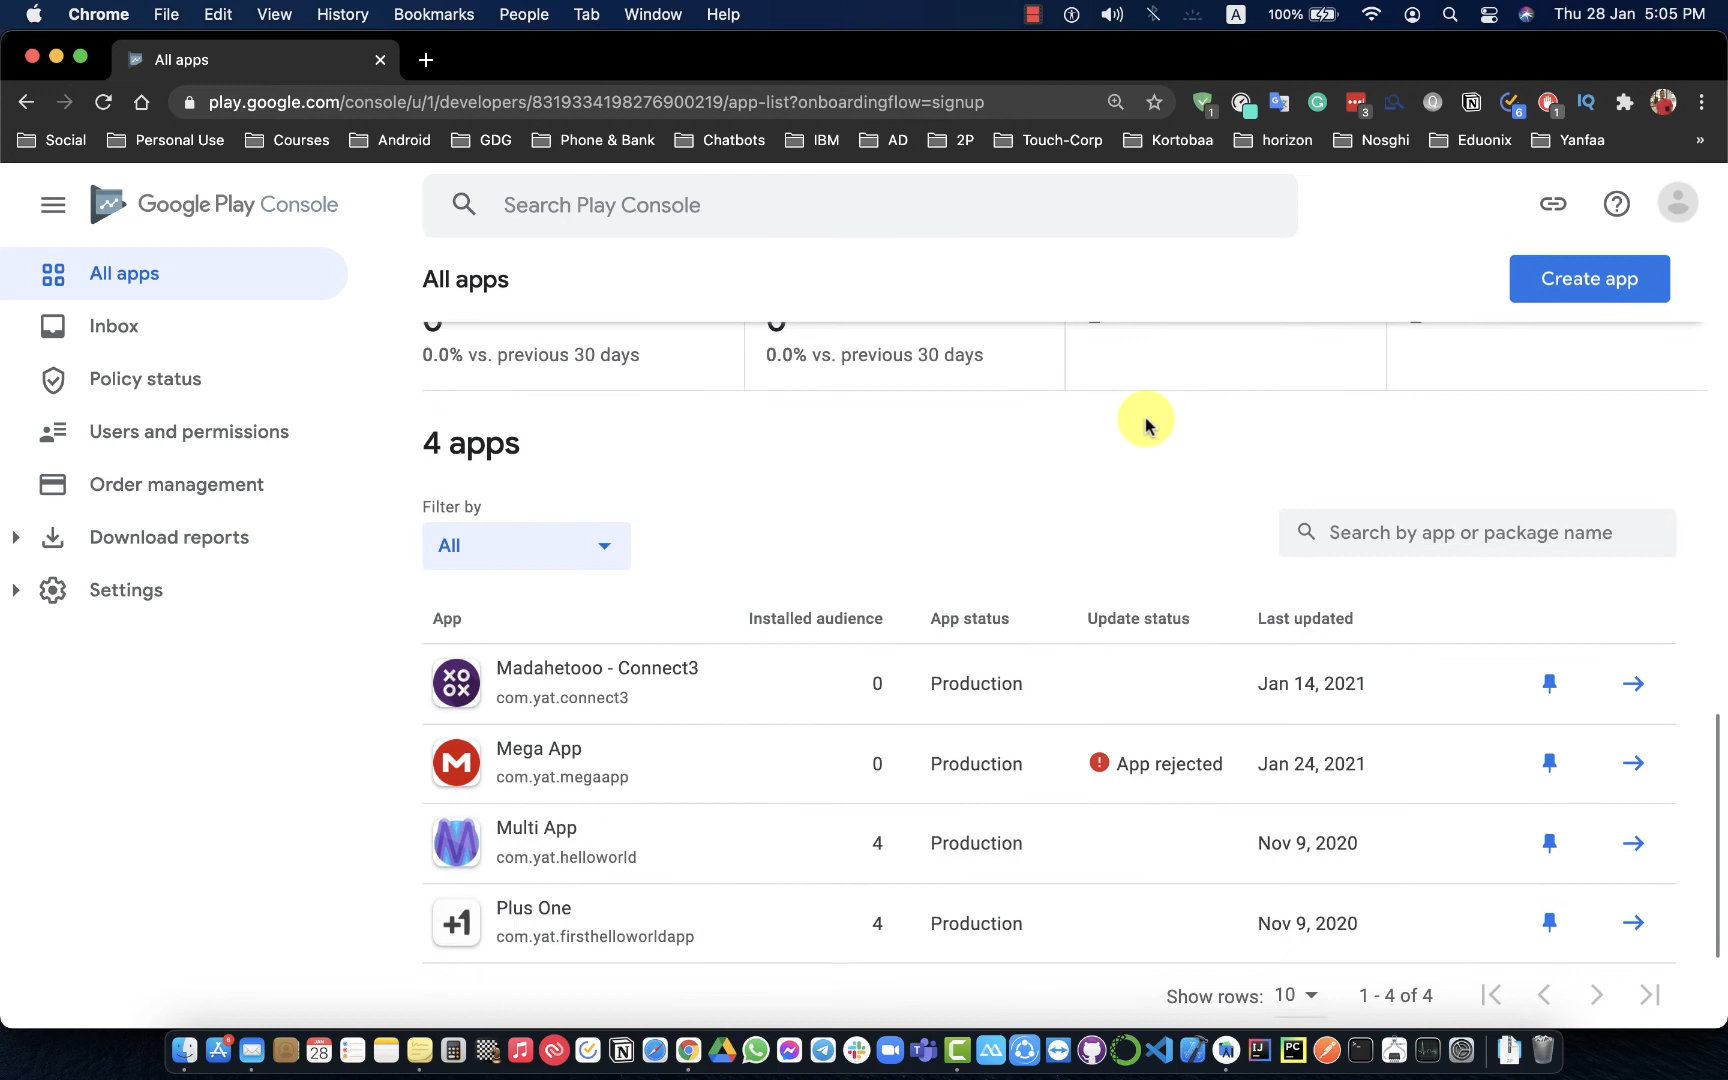 Chrome File Edit View History Bookmarks People Tab Window Help A 100% Thu 28 Jan 5:05 PM
All apps
play.google.com/console/u/1/developers/8319334198276900219/app-list?onboardingflow=signup
Social Personal Use Courses Android GDG Phone & Bank Chatbots IBM AD 2P Touch-Corp Kortobaa horizon Nosghi Eduonix Yanfaa »
Google Play Console
Search Play Console
All apps
Inbox
Policy status
Users and permissions
Order management
Download reports
Settings
All apps
Create app
0.0% vs. previous 30 days
0.0% vs. previous 30 days
4 apps
Filter by
All
Search by app or package name
App Installed audience App status Update status Last updated
XO
OX
Madahetooo - Connect3
com.yat.connect3
0 Production Jan 14, 2021
M
Mega App
com.yat.megaapp
0 Production App rejected Jan 24, 2021
Multi App
com.yat.helloworld
4 Production Nov 9, 2020
+1
Plus One
com.yat.firsthelloworldapp
4 Production Nov 9, 2020
Show rows: 10 1 - 4 of 4